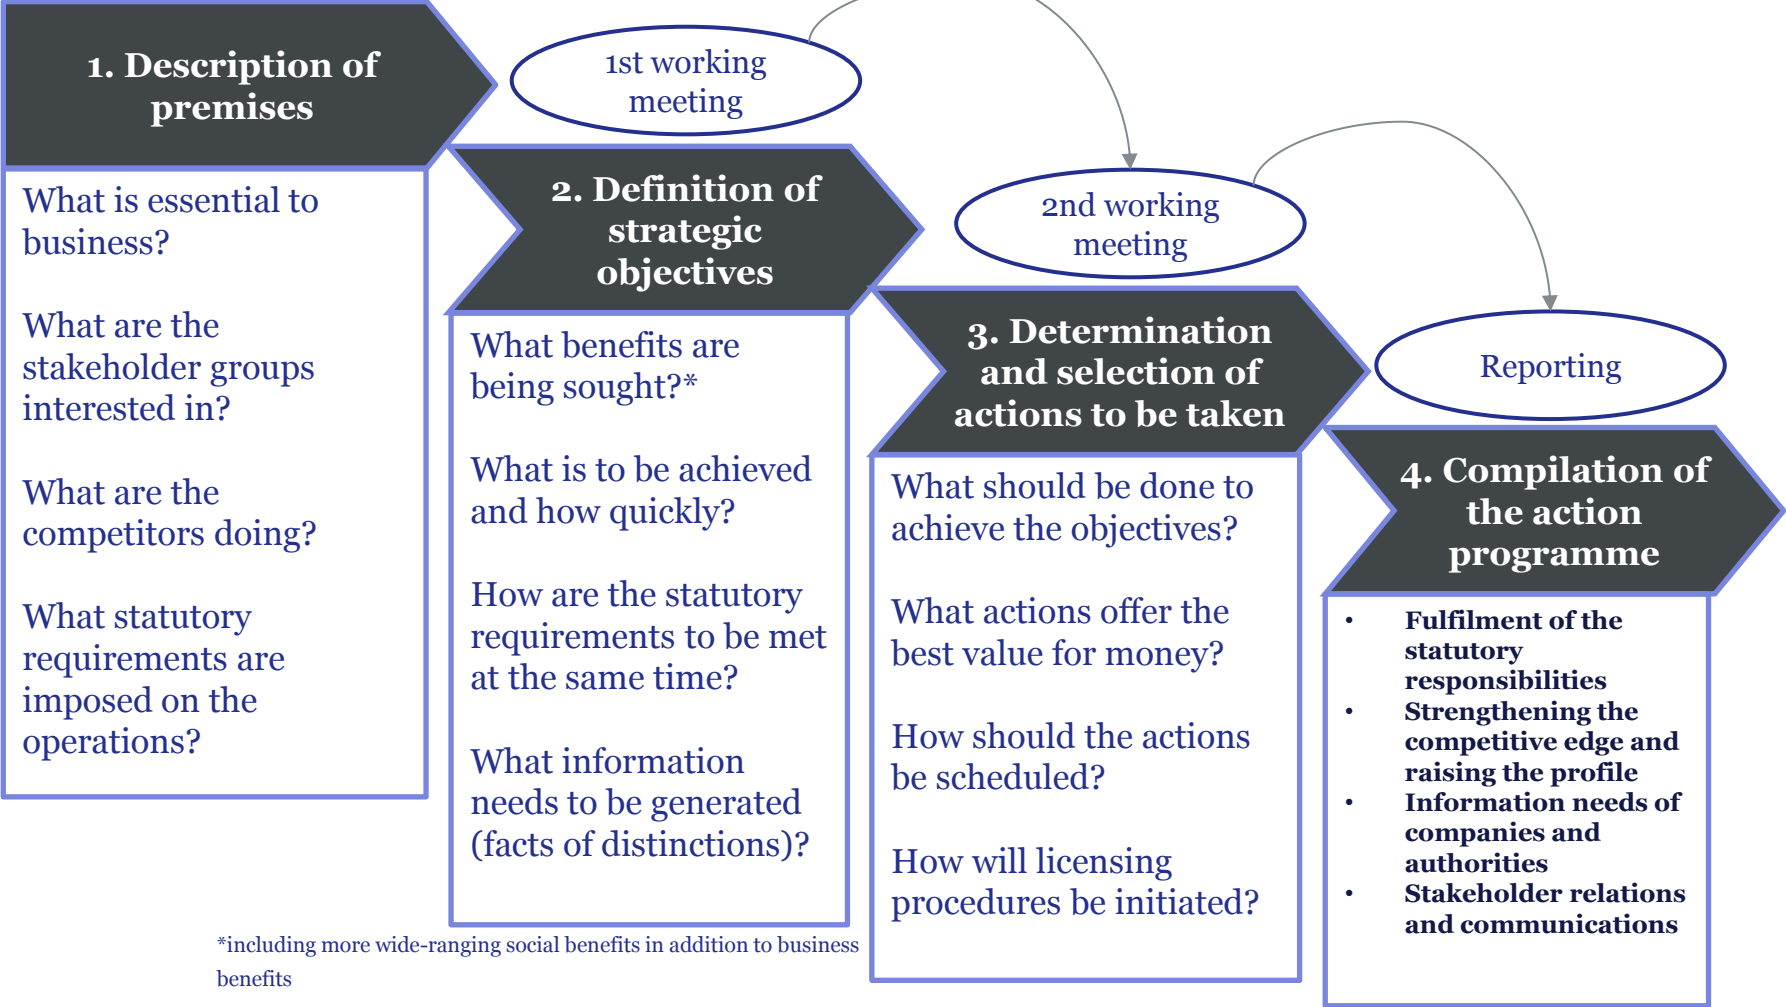 1. Description of
premises
What is essential to
business?
What are the
stakeholder groups
interested in?
What are the
competitors doing?
What statutory
requirements are
imposed on the
operations?
1st working
meeting
2. Definition of
strategic
objectives
What benefits are
being sought?*
What is to be achieved
and how quickly?
How are the statutory
requirements to be met
at the same time?
What information
needs to be generated
(facts of distinctions)?
*including more wide-ranging social benefits in addition to business
benefits
2nd working
meeting
3. Determination
and selection of
actions to be taken
What should be done to
achieve the objectives?
What actions offer the
best value for money?
How should the actions
be scheduled?
How will licensing
procedures be initiated?
Reporting
4. Compilation of
the action
programme
• Fulfilment of the
statutory
responsibilities
• Strengthening the
competitive edge and
raising the profile
• Information needs of
companies and
authorities
• Stakeholder relations
and communications